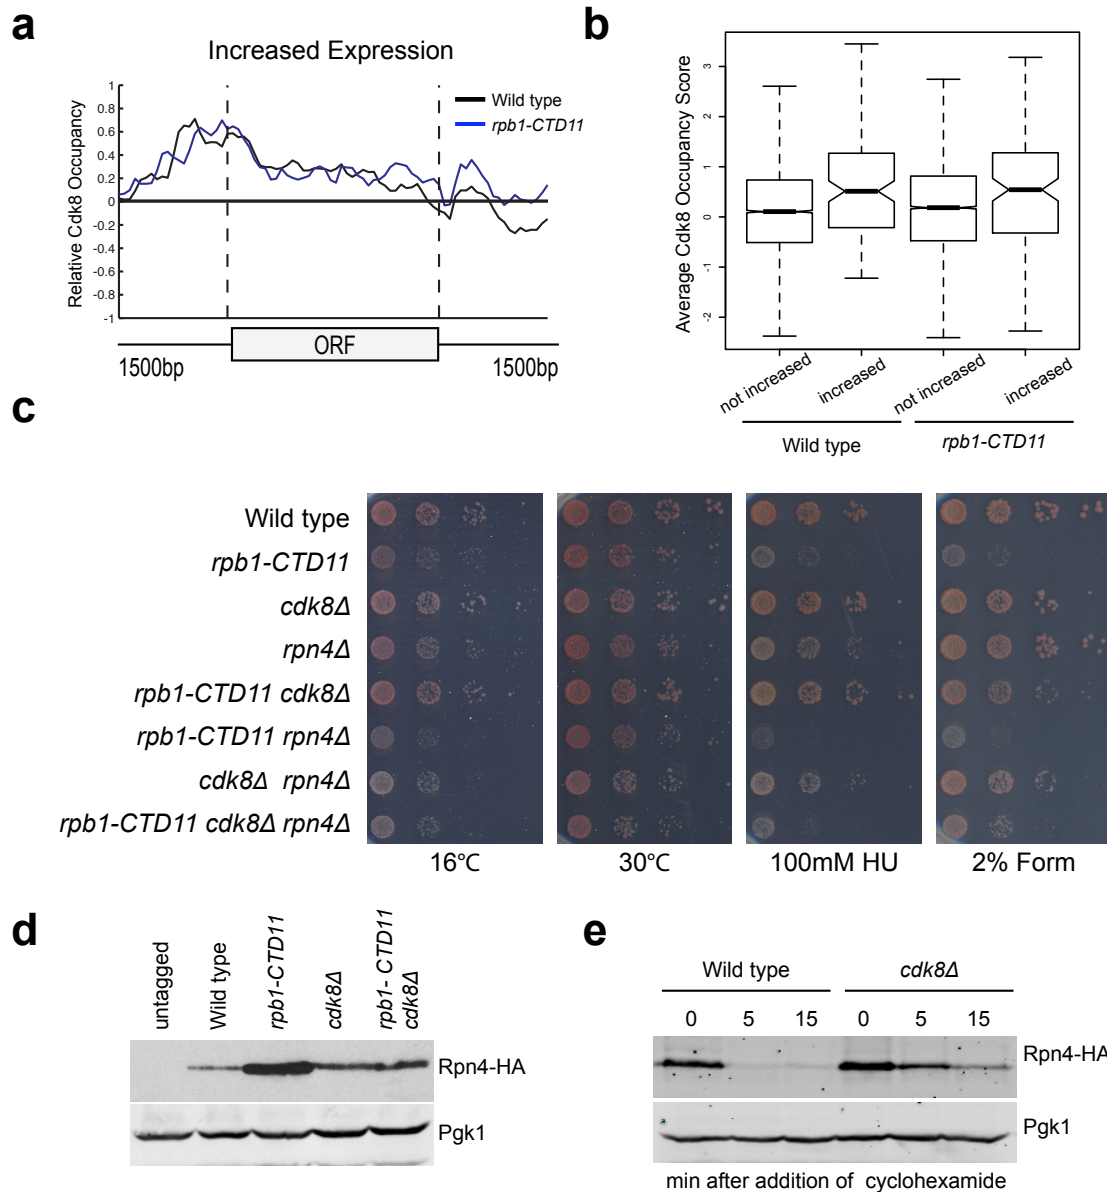 a
Increased Expression
Relative Cdk8 Occupancy
1
0.8
0.6
0.4
0.2
0
-0.2
-0.4
-0.6
-0.8
-1
Wild type
rpb1-CTD11
ORF
1500bp
1500bp
b
Average Cdk8 Occupancy Score
3
2
1
0
-1
-2
not increased
increased
not increased
increased
Wild type
rpb1-CTD11
c
Wild type
rpb1-CTD11
cdk8Δ
rpn4Δ
rpb1-CTD11 cdk8Δ
rpb1-CTD11 rpn4Δ
cdk8Δ rpn4Δ
rpb1-CTD11 cdk8Δ rpn4Δ
16℃
30℃
100mM HU
2% Form
d
untagged
Wild type
rpb1-CTD11
cdk8Δ
rpb1- CTD11
cdk8Δ
Rpn4-HA
Pgk1
e
Wild type
cdk8Δ
0 5 15 0 5 15
Rpn4-HA
Pgk1
min after addition of cyclohexamide